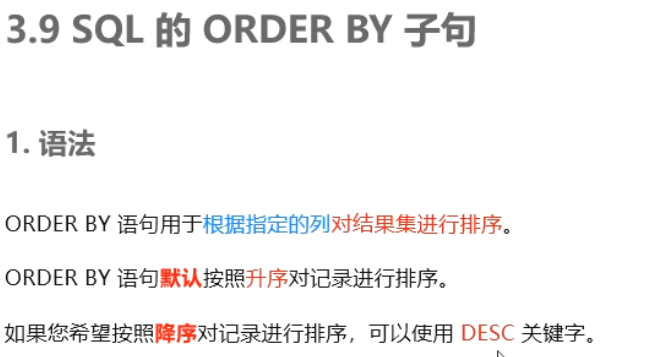 3.9 SQL 的 ORDER BY 子句
1. 语法
ORDER BY 语句用于根据指定的列对结果集进行排序。
ORDER BY 语句默认按照升序对记录进行排序。
如果您希望按照降序对记录进行排序，可以使用 DESC 关键字。